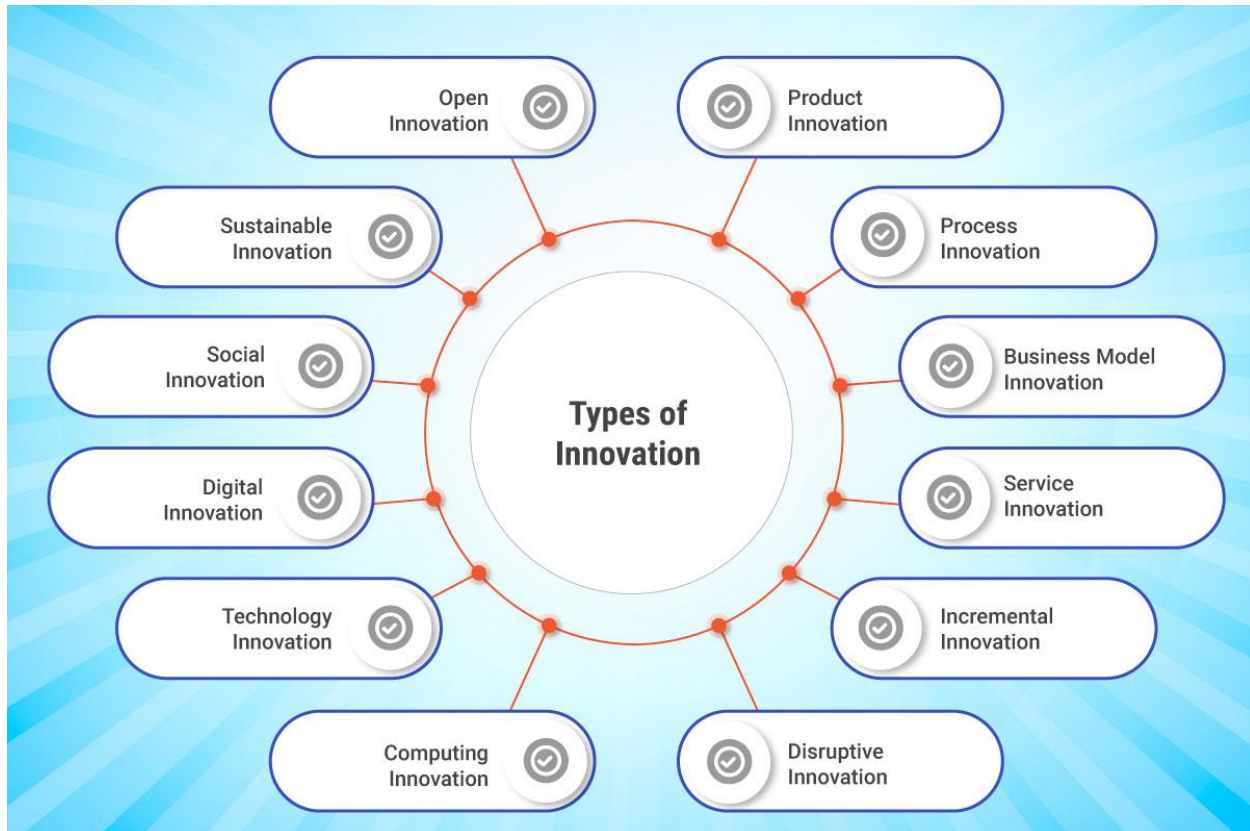 Open
Innovation
Product
Innovation
Sustainable
Innovation
Process
Innovation
Social
Innovation
Business Model
Innovation
Types of
Innovation
Digital
Innovation
Service
Innovation
Technology
Innovation
Incremental
Innovation
Computing
Innovation
Disruptive
Innovation